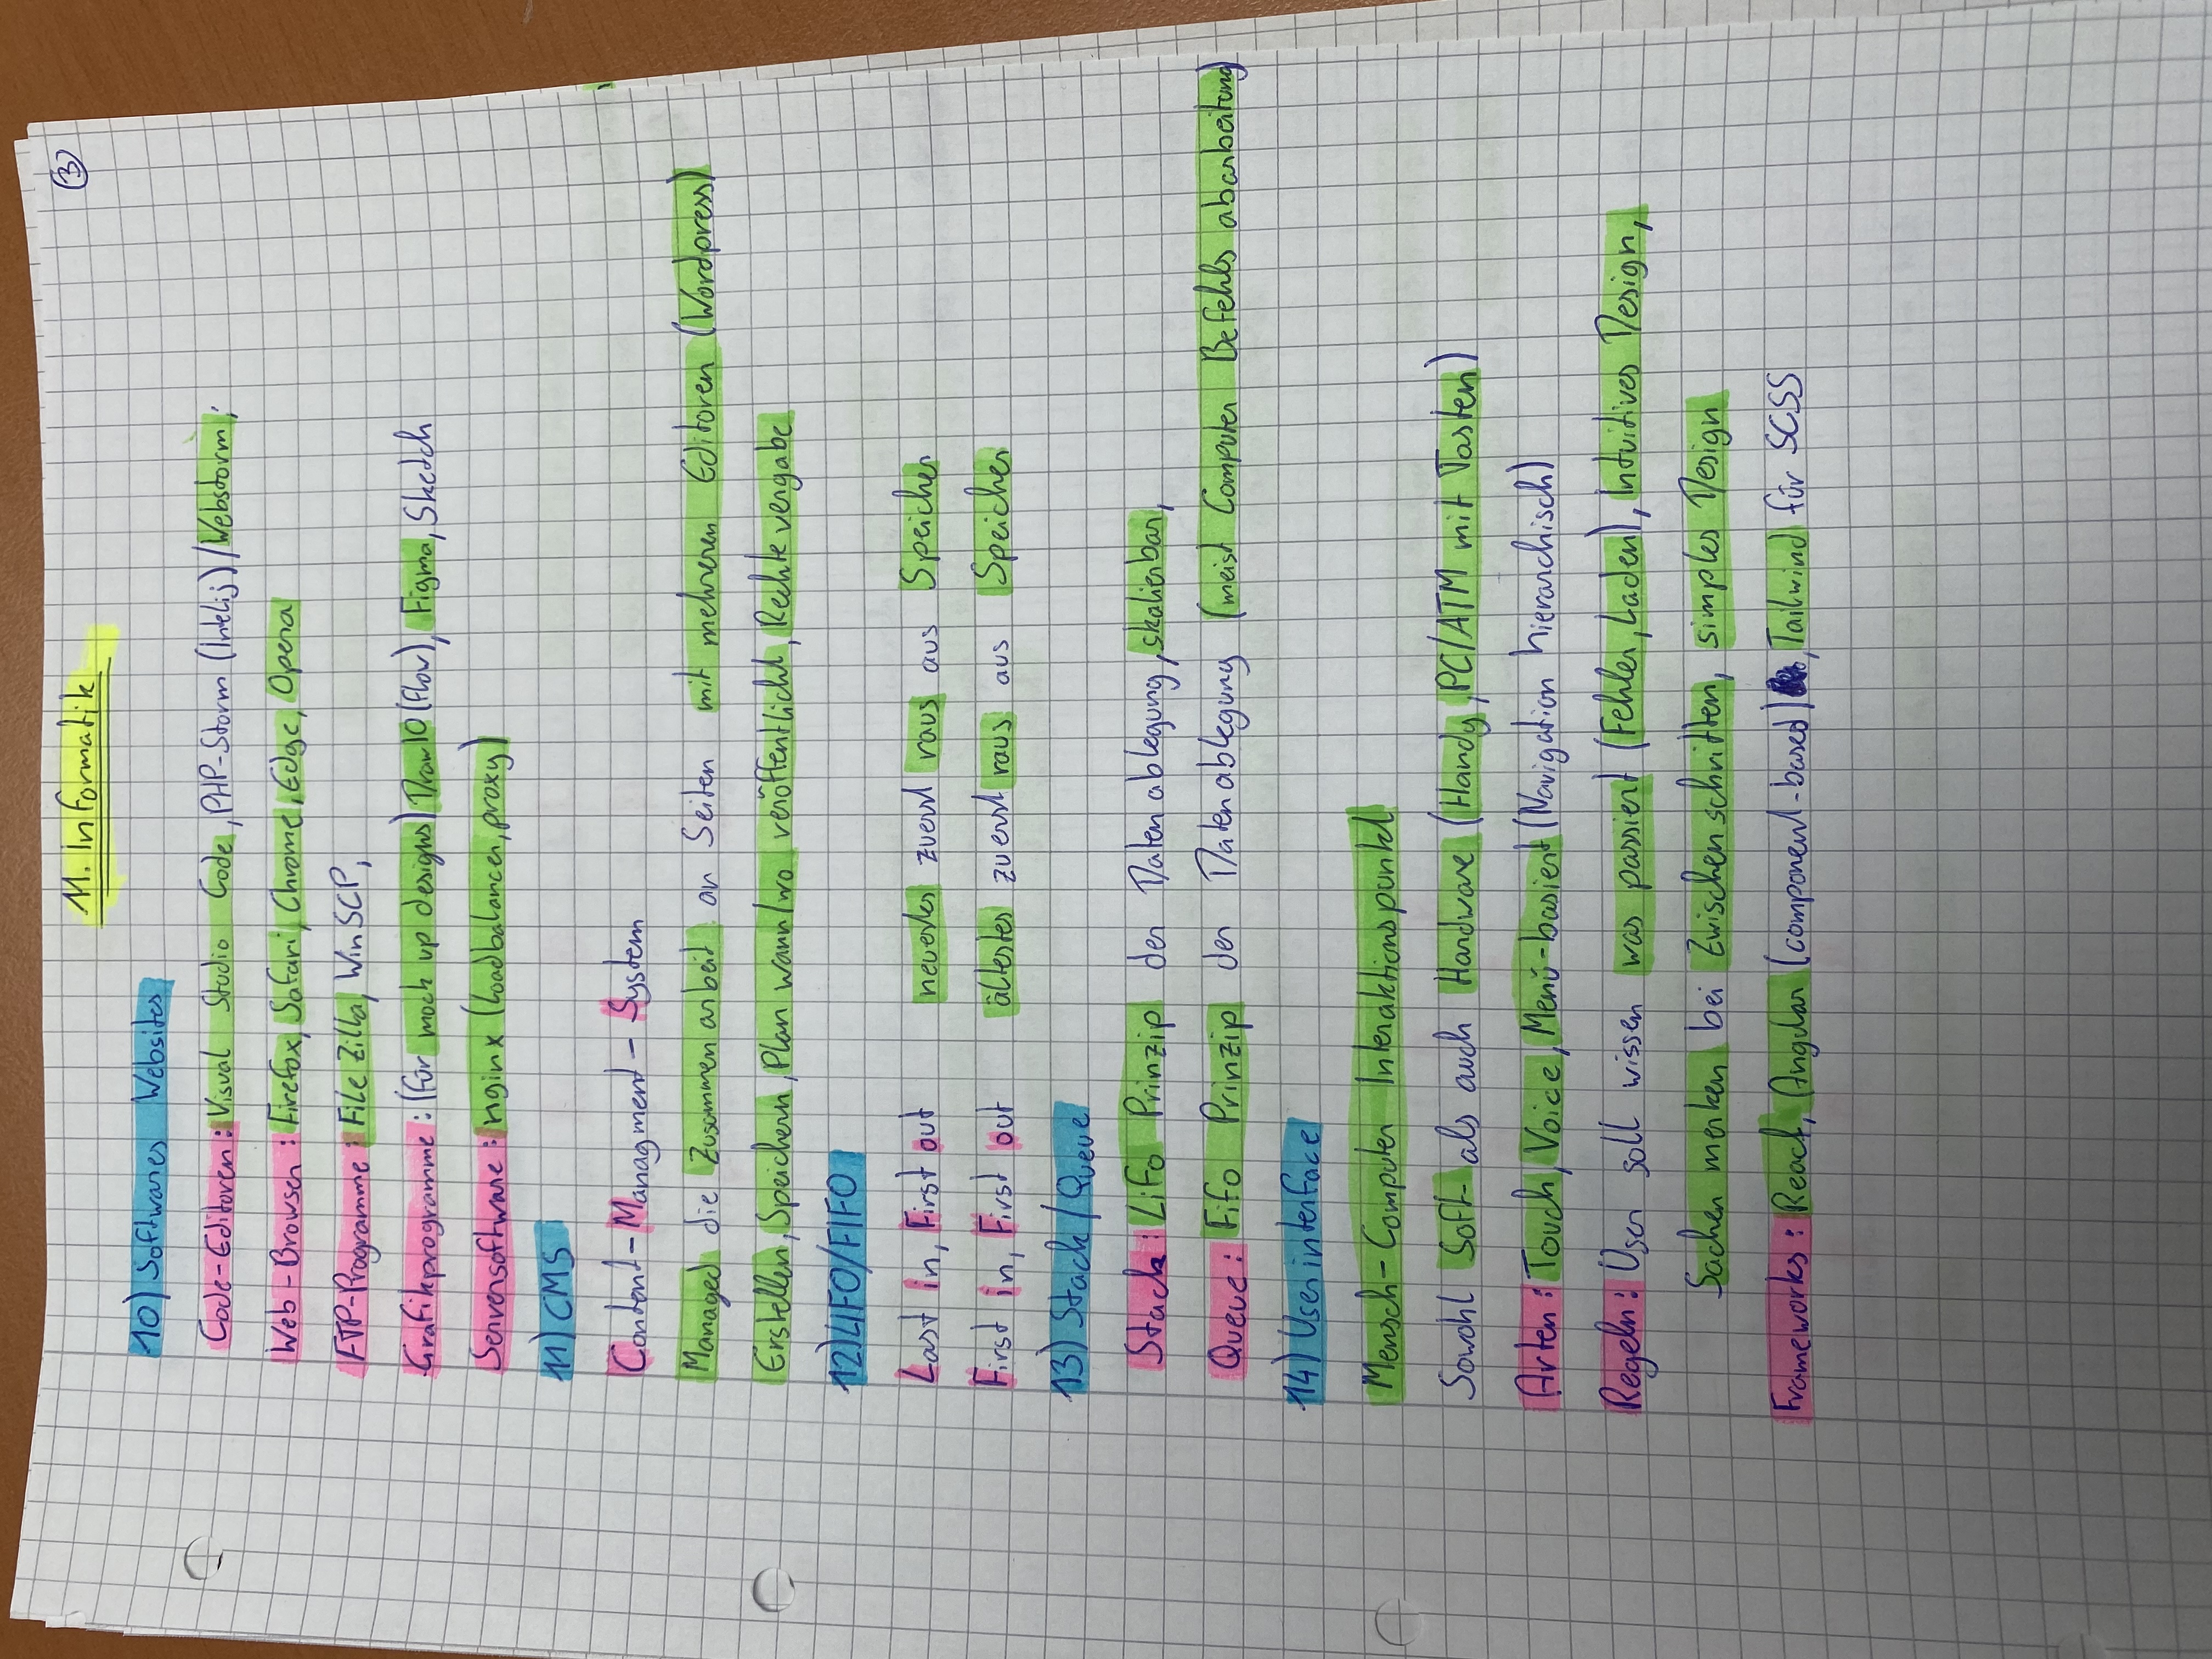 11. Informatik
3
10) Softwares Websites
Code-Editoren: Visual Studio Code, PHP-Storm (Intelij)/Webstorm;
Web-Browser: Firefox, Safari, Chrome, Edge, Opera
FTP-Programme: File Zilla, WinSCP,
Grafikprogramme: (für mock up designs) DrawIO (flow), Figma, Sketch
Serversoftware: nginx (Loadbalancer, proxy)
11) CMS
Content-Managment-System
Managed die Zusammenarbeit an Seiten mit mehreren Editoren (Wordpress)
Erstellen, Speichern, Plan wann/wo veröffentlicht, Rechte vergabe
12) LIFO/FIFO
Last in, First out neuestes zuerst raus aus Speicher
First in, First out ältestes zuerst raus aus Speicher
13) Stack/Queue
Stack: Lifo Prinzip der Datenablegung, skalierbar,
Queue: Fifo Prinzip der Datenablegung (meist Computer Befehls abarbeitung)
14) Userinterface
Mensch-Computer Interaktionspunkt
Sowohl Soft- als auch Hardware (Handy, PC/ATM mit Tasten)
Arten: Touch, Voice, Menü-basiert (Navigation hierarchisch)
Regeln: User soll wissen was passiert (Fehler, Laden), Intuitives Design,
Sachen merken bei Zwischenschritten, simples Design
Frameworks: React, Angular (component-based), Tailwind für SCSS